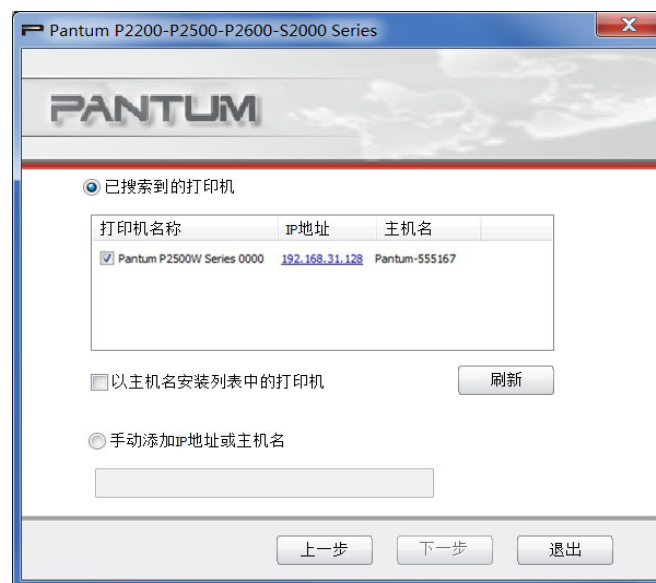 Pantum P2200-P2500-P2600-S2000 Series
PANTUM
已搜索到的打印机
打印机名称 IP地址 主机名
Pantum P2500W Series 0000 192.168.31.128 Pantum-555167
以主机名安装列表中的打印机 刷新
手动添加IP地址或主机名
上一步 下一步 退出